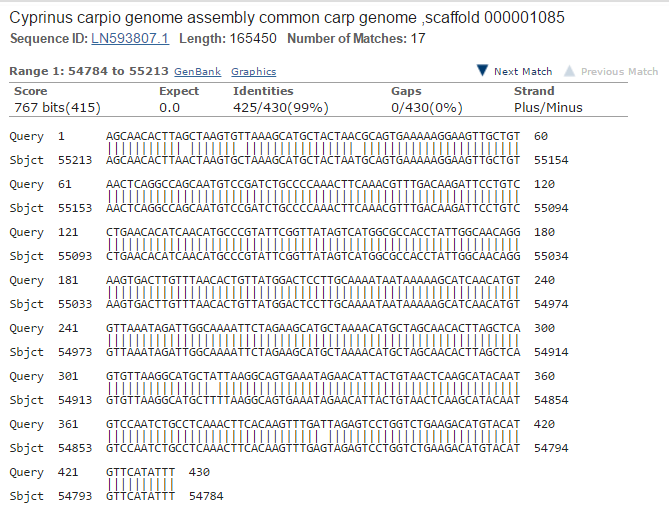 Cyprinus carpio genome assembly common carp genome ,scaffold 000001085
Sequence ID: LN593807.1 Length: 165450 Number of Matches: 17
Range 1: 54784 to 55213 GenBank Graphics Next Match Previous Match
Score Expect Identities Gaps Strand
767 bits(415) 0.0 425/430(99%) 0/430(0%) Plus/Minus
Query 1 AGCAACACTTAGCTAAGTGTTAAAGCATGCTACTAACGCAGTGAAAAAAGGAAGTTGCTGT 60
Sbjct 55213 AGCAACACTTAACTAAGTGCTAAAGCATGCTACTAATGCAGTGAAAAAAGGAAGTTGCTGT 55154
Query 61 AACTCAGGCCAGCAATGTCCGATCTGCCCCAAACTTCAAACGTTTGACAAGATTCCTGTC 120
Sbjct 55153 AACTCAGGCCAGCAATGTCCGATCTGCCCCAAACTTCAAACGTTTGACAAGATTCCTGTC 55094
Query 121 CTGAACACATCAACATGCCCGTATTCGGTTATAGTCATGGCGCCACCTATTGGCAACAGG 180
Sbjct 55093 CTGAACACATCAACATGCCCGTATTCGGTTATAGTCATGGCGCCACCTATTGGCAACAGG 55034
Query 181 AAGTGACTTGTTTAACACTGTTATGGACTCCTTGCAAAATAATAAAAAGCATCAACATGT 240
Sbjct 55033 AAGTGACTTGTTTAACACTGTTATGGACTCCTTGCAAAATAATAAAAAGCATCAACATGT 54974
Query 241 GTTAAATAGATTGGCAAAATTCTAGAAGCATGCTAAAACATGCTAGCAACACTTAGCTCA 300
Sbjct 54973 GTTAAATAGATTGGCAAAATTCTAGAAGCATGCTAAAACATGCTAGCAACACTTAGCTCA 54914
Query 301 GTGTTAAGGCATGCTATTAAGGCAGTGAAATAGAACATTACTGTAACTCAAGCATACAAT 360
Sbjct 54913 GTGTTAAGGCATGCTTTTAAGGCAGTGAAATAGAACATTACTGTAACTCAAGCATACAAT 54854
Query 361 GTCCAATCTGCCTCAAACTTCACAAGTTTGATTAGAGTCCTGGTCTGAAGACATGTACAT 420
Sbjct 54853 GTCCAATCTGCCTCAAACTTCACAAGTTTGAGTAGAGTCCTGGTCTGAAGACATGTACAT 54794
Query 421 GTTCATATTT 430
Sbjct 54793 GTTCATATTT 54784